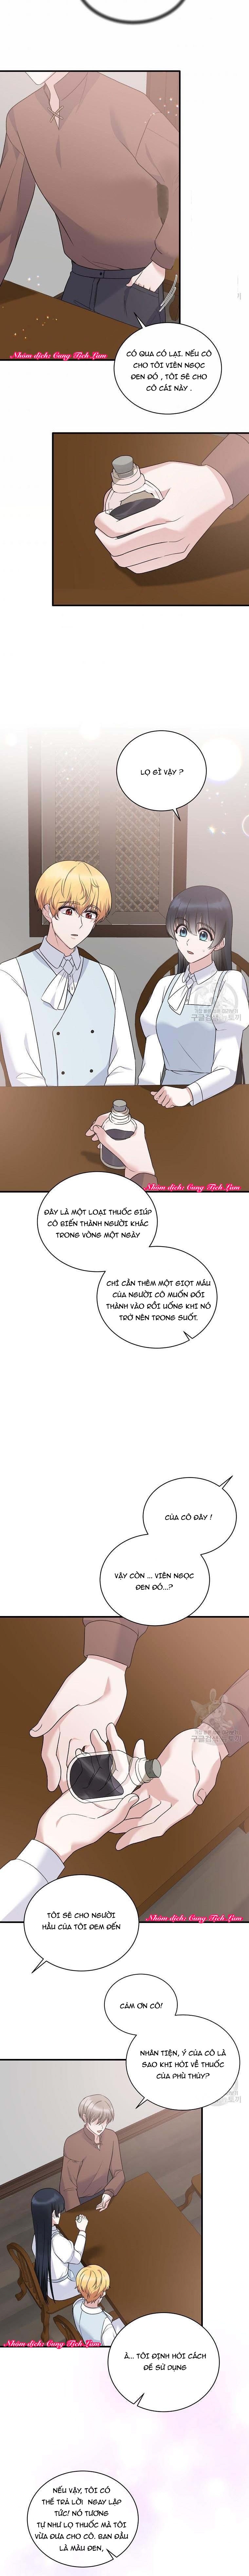 Nhóm dịch: Cung Tịch Lam
CÓ QUA CÓ LẠI. NẾU CÔ
CHO TÔI VIÊN NGỌC
ĐEN ĐÓ , TÔI SẼ CHO
CÔ CÁI NÀY .
LỌ GÌ VẬY ?
Nhóm dịch: Cung Tịch Lam
ĐÂY LÀ MỘT LOẠI THUỐC GIÚP
CÔ BIẾN THÀNH NGƯỜI KHÁC
TRONG VÒNG MỘT NGÀY
CHỈ CẦN THÊM MỘT GIỌT MÁU
CỦA NGƯỜI CÔ MUỐN ĐỔI
THÀNH VÀO ĐỒ UỐNG KHI NÓ
TRỞ NÊN TRONG SUỐT.
CỦA CÔ ĐÂY !
VẬY CÒN ... VIÊN NGỌC
ĐEN ĐÓ...?
TÔI SẼ CHO NGƯỜI
HẦU CỦA TÔI ĐEM ĐẾN
Nhóm dịch: Cung Tịch Lam
CẢM ƠN CÔ!
NHÂN TIỆN, Ý CỦA CÔ LÀ
SAO KHI HỎI VỀ THUỐC
CỦA PHÙ THỦY?
Nhóm dịch: Cung Tịch Lam
À... TÔI ĐỊNH HỎI CÁCH
ĐỂ SỬ DỤNG
NẾU VẬY, TÔI CÓ
THỂ TRẢ LỜI NGAY LẬP
TỨC! NÓ TƯƠNG
TỰ NHƯ LỌ THUỐC MÀ TÔI
VỪA ĐƯA CHO CÔ. BAN ĐẦU
LÀ MÀU ĐEN,